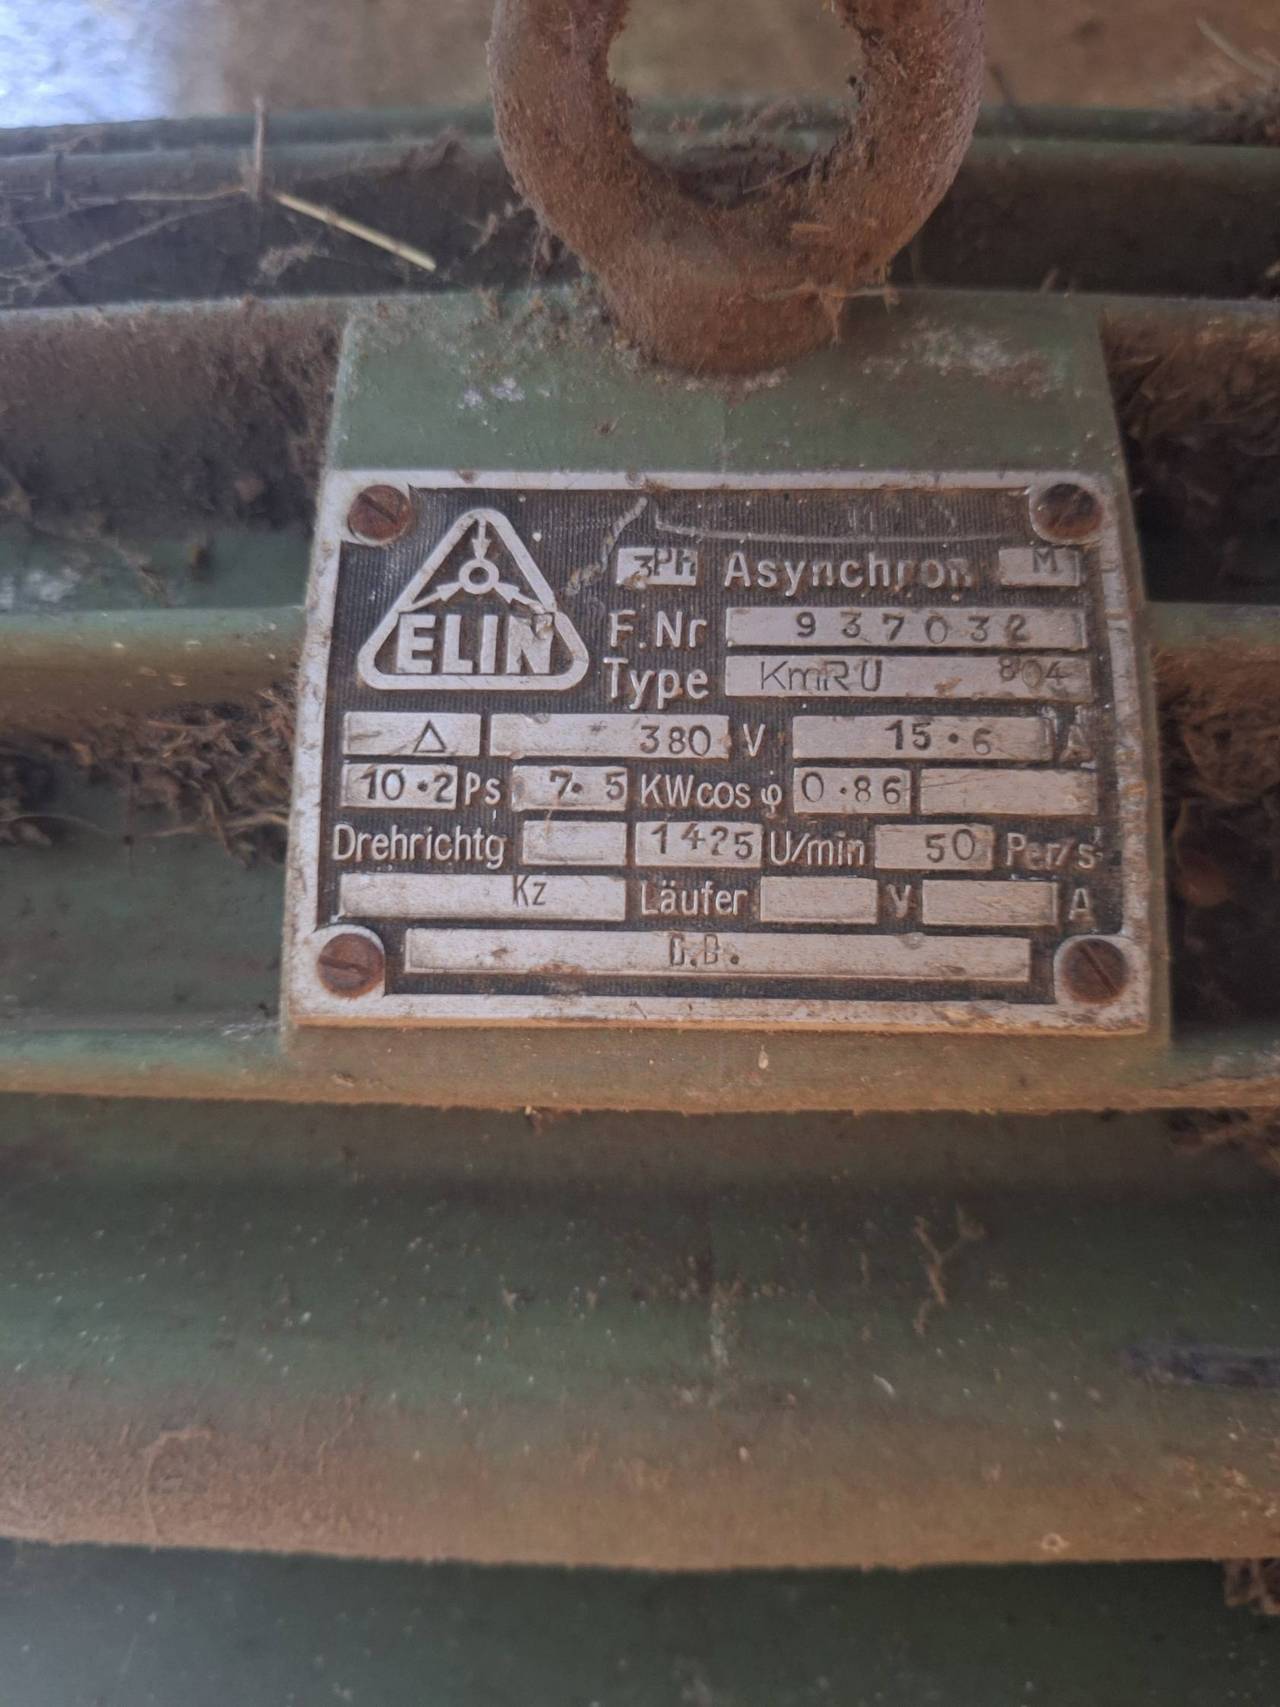 3PH Asynchron M
ELIN
F.Nr 937032
Type KmRU 804
Δ 380 V 15.6 A
10.2 Ps 7.5 KW cos φ 0.86
Drehrichtg 1425 U/min 50 Per/s
Kz Läufer V A
D.B.